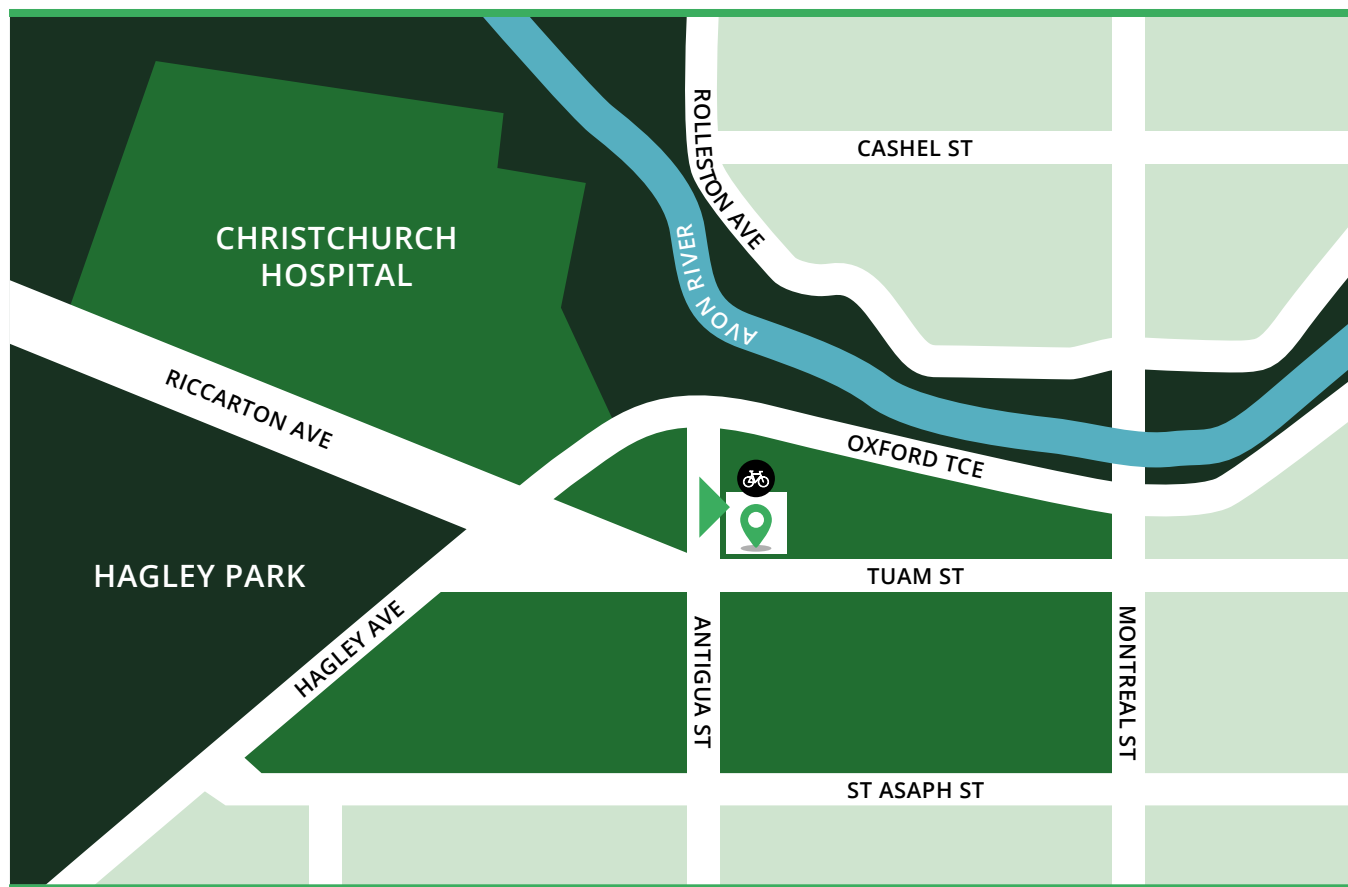 ROLLESTON AVE
CASHEL ST
CHRISTCHURCH
HOSPITAL
AVON RIVER
RICCARTON AVE
OXFORD TCE
HAGLEY PARK
TUAM ST
HAGLEY AVE
ANTIGUA ST
MONTREAL ST
ST ASAPH ST